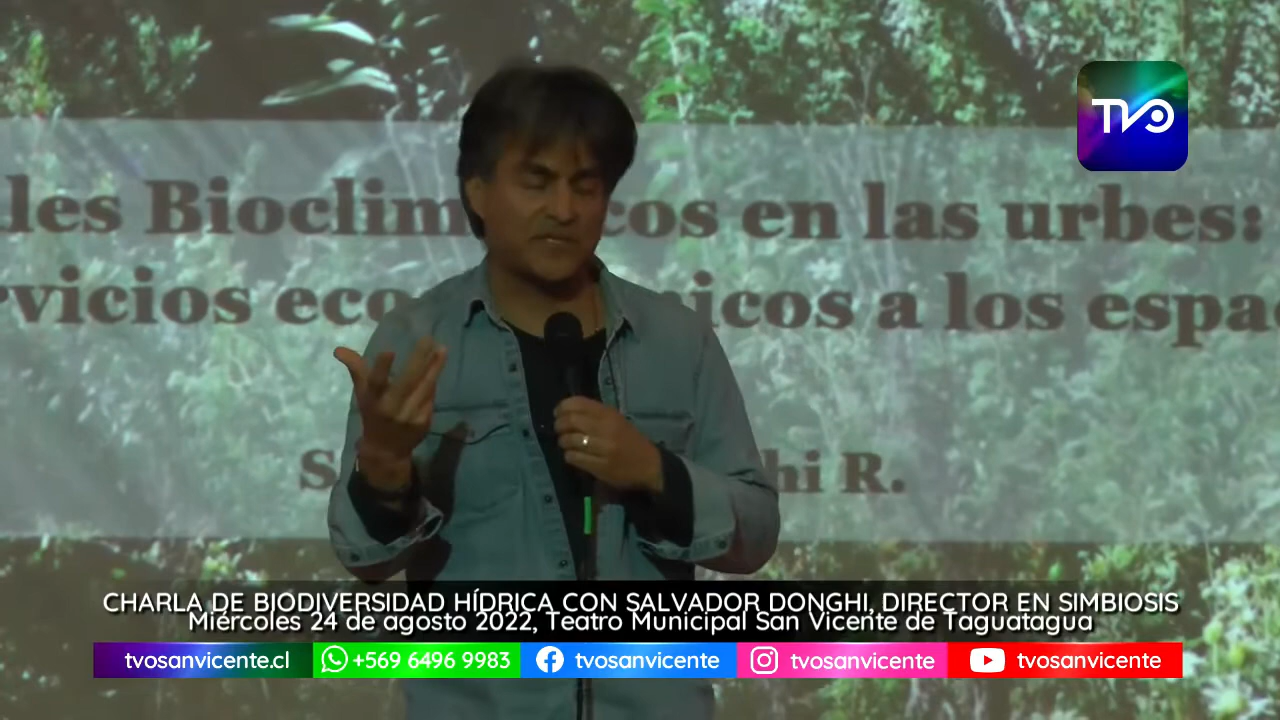 TVO
les Bioclim cos en las urbes:
rvicios eco nicos a los espa
S hi R.
CHARLA DE BIODIVERSIDAD HÍDRICA CON SALVADOR DONGHI, DIRECTOR EN SIMBIOSIS
Miércoles 24 de agosto 2022, Teatro Municipal San Vicente de Taguatagua
tvosanvicente.cl +569 6496 9983 tvosanvicente tvosanvicente tvosanvicente